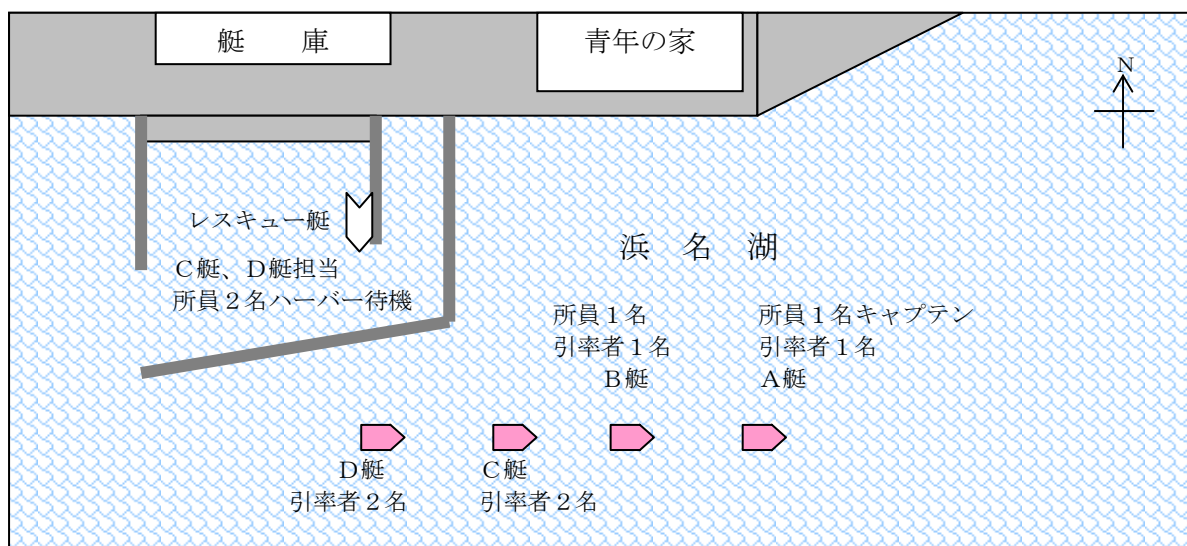 艇　　庫
青年の家
N
レスキュー艇
Ｃ艇、Ｄ艇担当
所員２名ハーバー待機
浜　名　湖
所員１名
引率者１名
Ｂ艇
所員１名キャプテン
引率者１名
Ａ艇
Ｄ艇
引率者２名
Ｃ艇
引率者２名